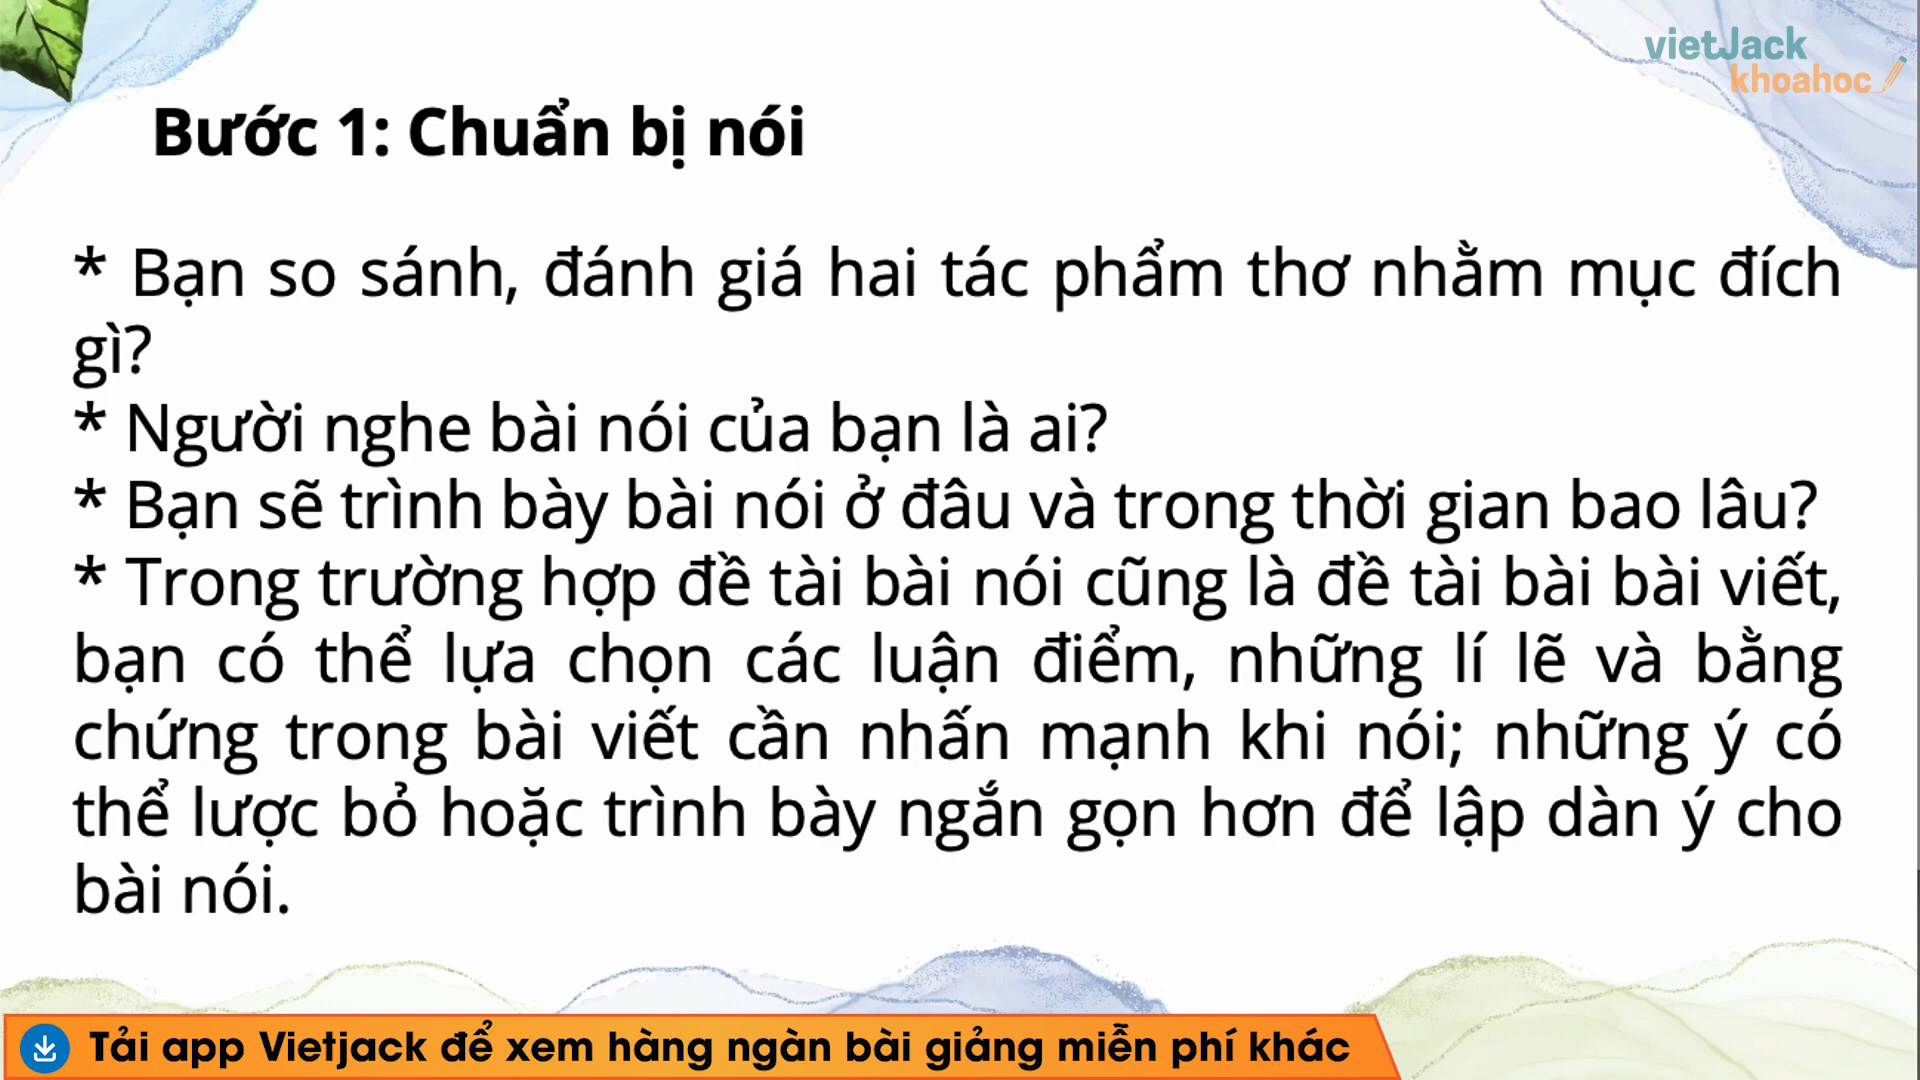 vietJack
khoahoc
Bước 1: Chuẩn bị nói
* Bạn so sánh, đánh giá hai tác phẩm thơ nhằm mục đích
gì?
* Người nghe bài nói của bạn là ai?
* Bạn sẽ trình bày bài nói ở đâu và trong thời gian bao lâu?
* Trong trường hợp đề tài bài nói cũng là đề tài bài bài viết,
bạn có thể lựa chọn các luận điểm, những lí lẽ và bằng
chứng trong bài viết cần nhấn mạnh khi nói; những ý có
thể lược bỏ hoặc trình bày ngắn gọn hơn để lập dàn ý cho
bài nói.
Tải app Vietjack để xem hàng ngàn bài giảng miễn phí khác